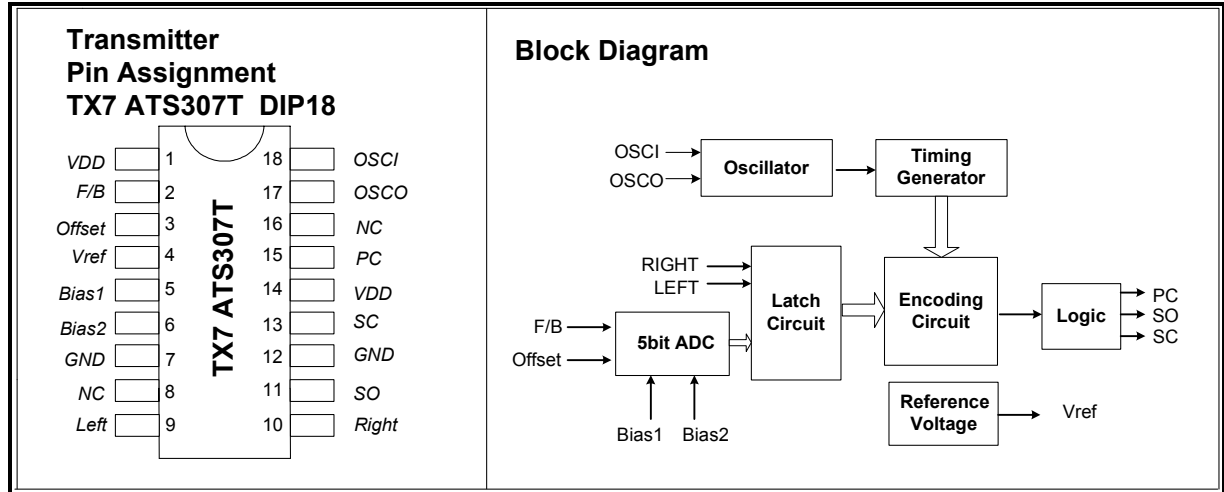 Transmitter
Pin Assignment
TX7 ATS307T DIP18
VDD 1 18 OSCI
F/B 2 17 OSCO
Offset 3 16 NC
Vref 4 15 PC
Bias1 5 14 VDD
Bias2 6 13 SC
GND 7 12 GND
NC 8 11 SO
Left 9 10 Right
TX7 ATS307T
Block Diagram
OSCI
OSCO
Oscillator
Timing
Generator
RIGHT
LEFT
Latch
Circuit
Encoding
Circuit
Logic
PC
SO
SC
F/B
Offset
5bit ADC
Bias1 Bias2
Reference
Voltage
Vref